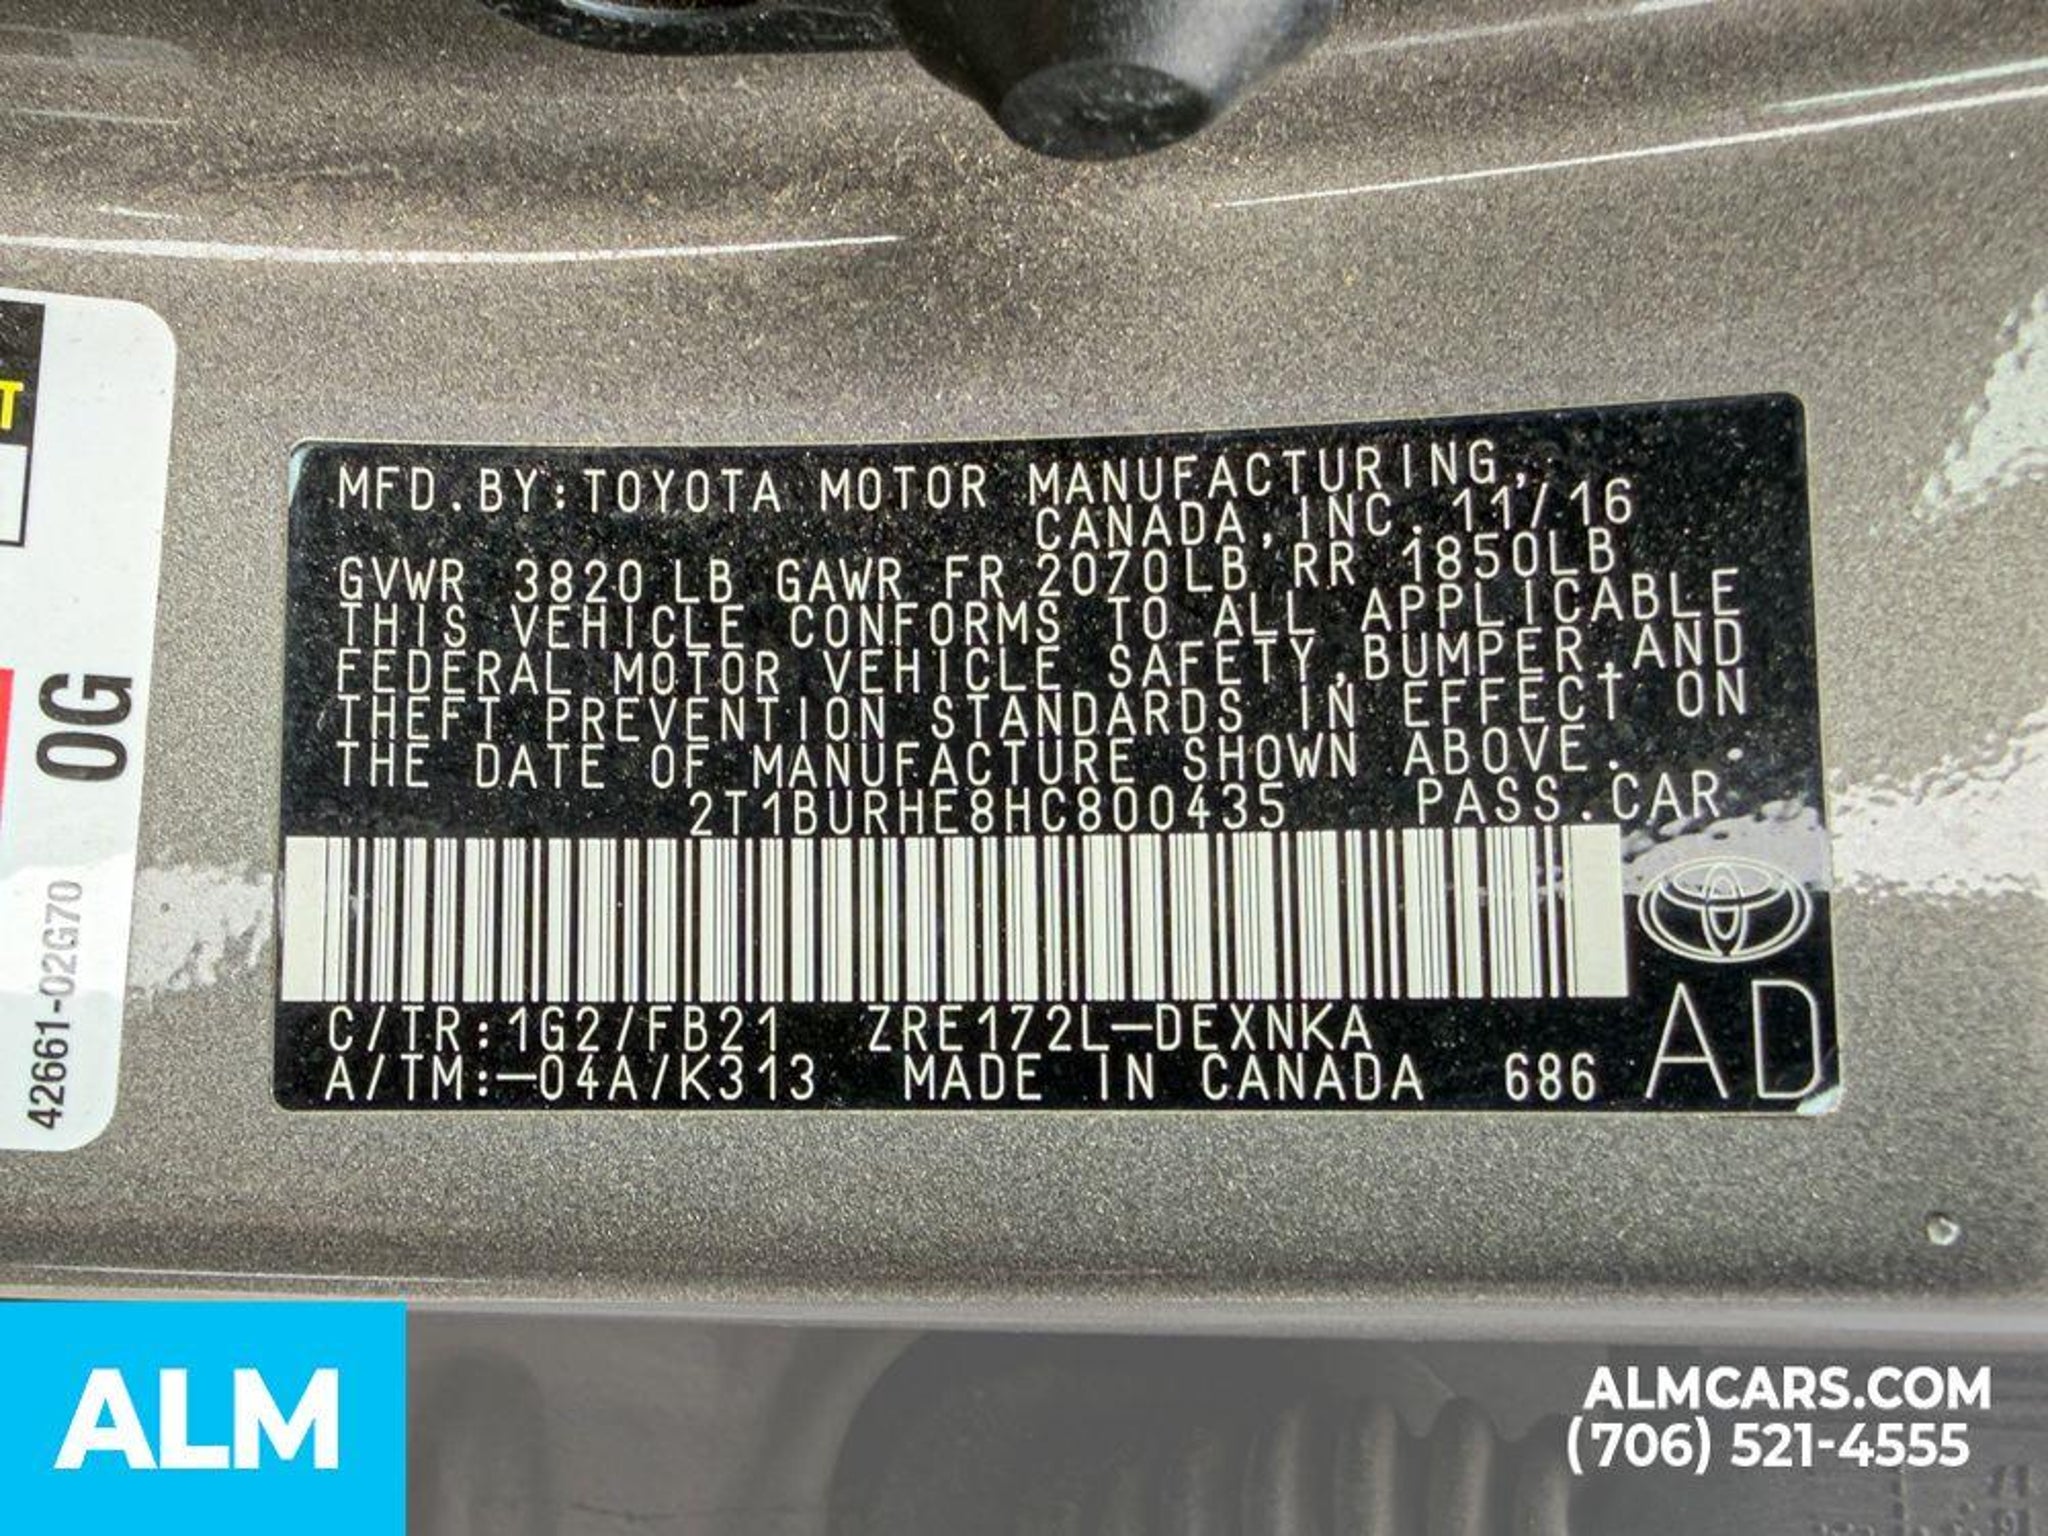 MFD.BY:TOYOTA MOTOR MANUFACTURING,
CANADA,INC. 11/16
GVWR 3820 LB GAWR FR 2070LB RR 1850LB
THIS VEHICLE CONFORMS TO ALL APPLICABLE
FEDERAL MOTOR VEHICLE SAFETY,BUMPER,AND
THEFT PREVENTION STANDARDS IN EFFECT ON
THE DATE OF MANUFACTURE SHOWN ABOVE.
2T1BURHE8HC800435 PASS.CAR
C/TR:1G2/FB21 ZRE172L—DEXNKA
A/TM:—04A/K313 MADE IN CANADA 686
AD
T
0G
42661-02G70
ALM
ALMCARS.COM
(706) 521-4555